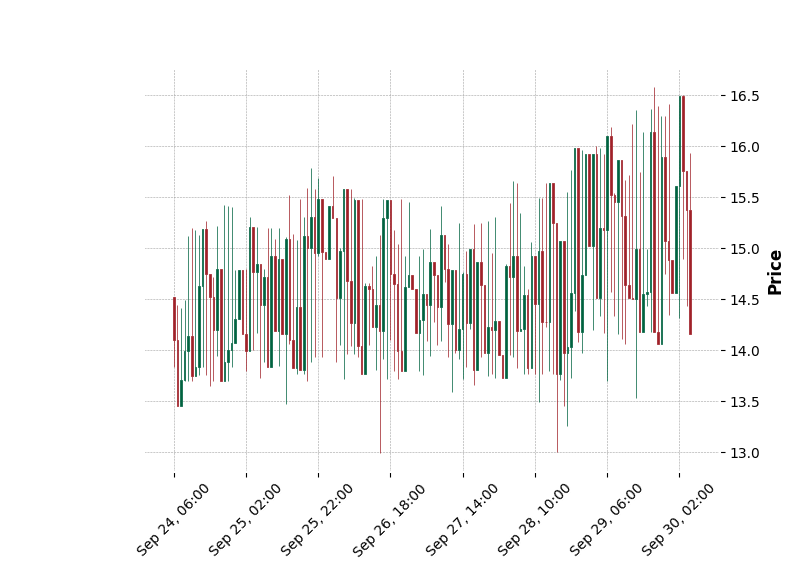 16.5
16.0
15.5
15.0
14.5
14.0
13.5
13.0
Price
Sep 24, 06:00
Sep 25, 02:00
Sep 25, 22:00
Sep 26, 18:00
Sep 27, 14:00
Sep 28, 10:00
Sep 29, 06:00
Sep 30, 02:00